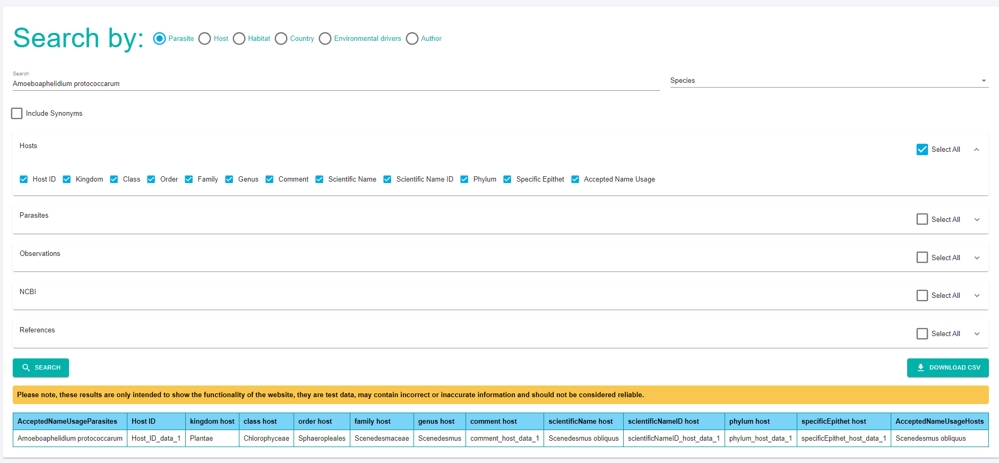 Search by: Parasite Host Habitat Country Environmental drivers Author
Search
Amoeboaphelidium protococcarum
Species
Include Synonyms
Hosts
Select All
Host ID Kingdom Class Order Family Genus Comment Scientific Name Scientific Name ID Phylum Specific Epithet Accepted Name Usage
Parasites
Select All
Observations
Select All
NCBI
Select All
References
Select All
SEARCH
DOWNLOAD CSV
Please note, these results are only intended to show the functionality of the website, they are test data, may contain incorrect or inaccurate information and should not be considered reliable.
AcceptedNameUsageParasites Host ID kingdom host class host order host family host genus host comment host scientificName host scientificNameID host phylum host specificEpithet host AcceptedNameUsageHosts
Amoeboaphelidium protococcarum Host_ID_data_1 Plantae Chlorophyceae Sphaeropleales Scenedesmaceae Scenedesmus comment_host_data_1 Scenedesmus obliquus scientificNameID_host_data_1 phylum_host_data_1 specificEpithet_host_data_1 Scenedesmus obliquus